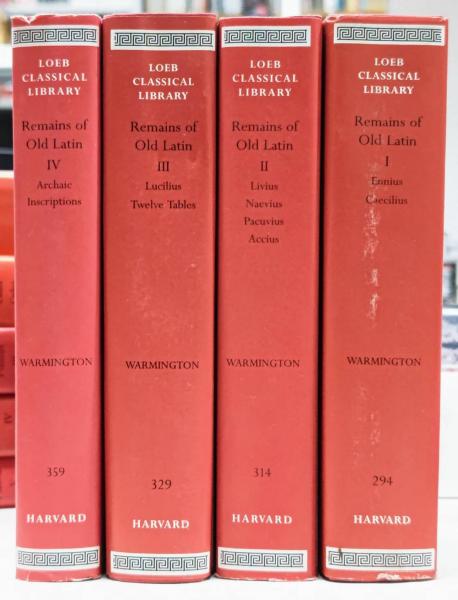 LOEB
CLASSICAL
LIBRARY
Remains of
Old Latin
IV
Archaic
Inscriptions
WARMINGTON
359
HARVARD
LOEB
CLASSICAL
LIBRARY
Remains of
Old Latin
III
Lucilius
Twelve Tables
WARMINGTON
329
HARVARD
LOEB
CLASSICAL
LIBRARY
Remains of
Old Latin
II
Livius
Naevius
Pacuvius
Accius
WARMINGTON
314
HARVARD
LOEB
CLASSICAL
LIBRARY
Remains of
Old Latin
I
Ennius
Caecilius
WARMINGTON
294
HARVARD